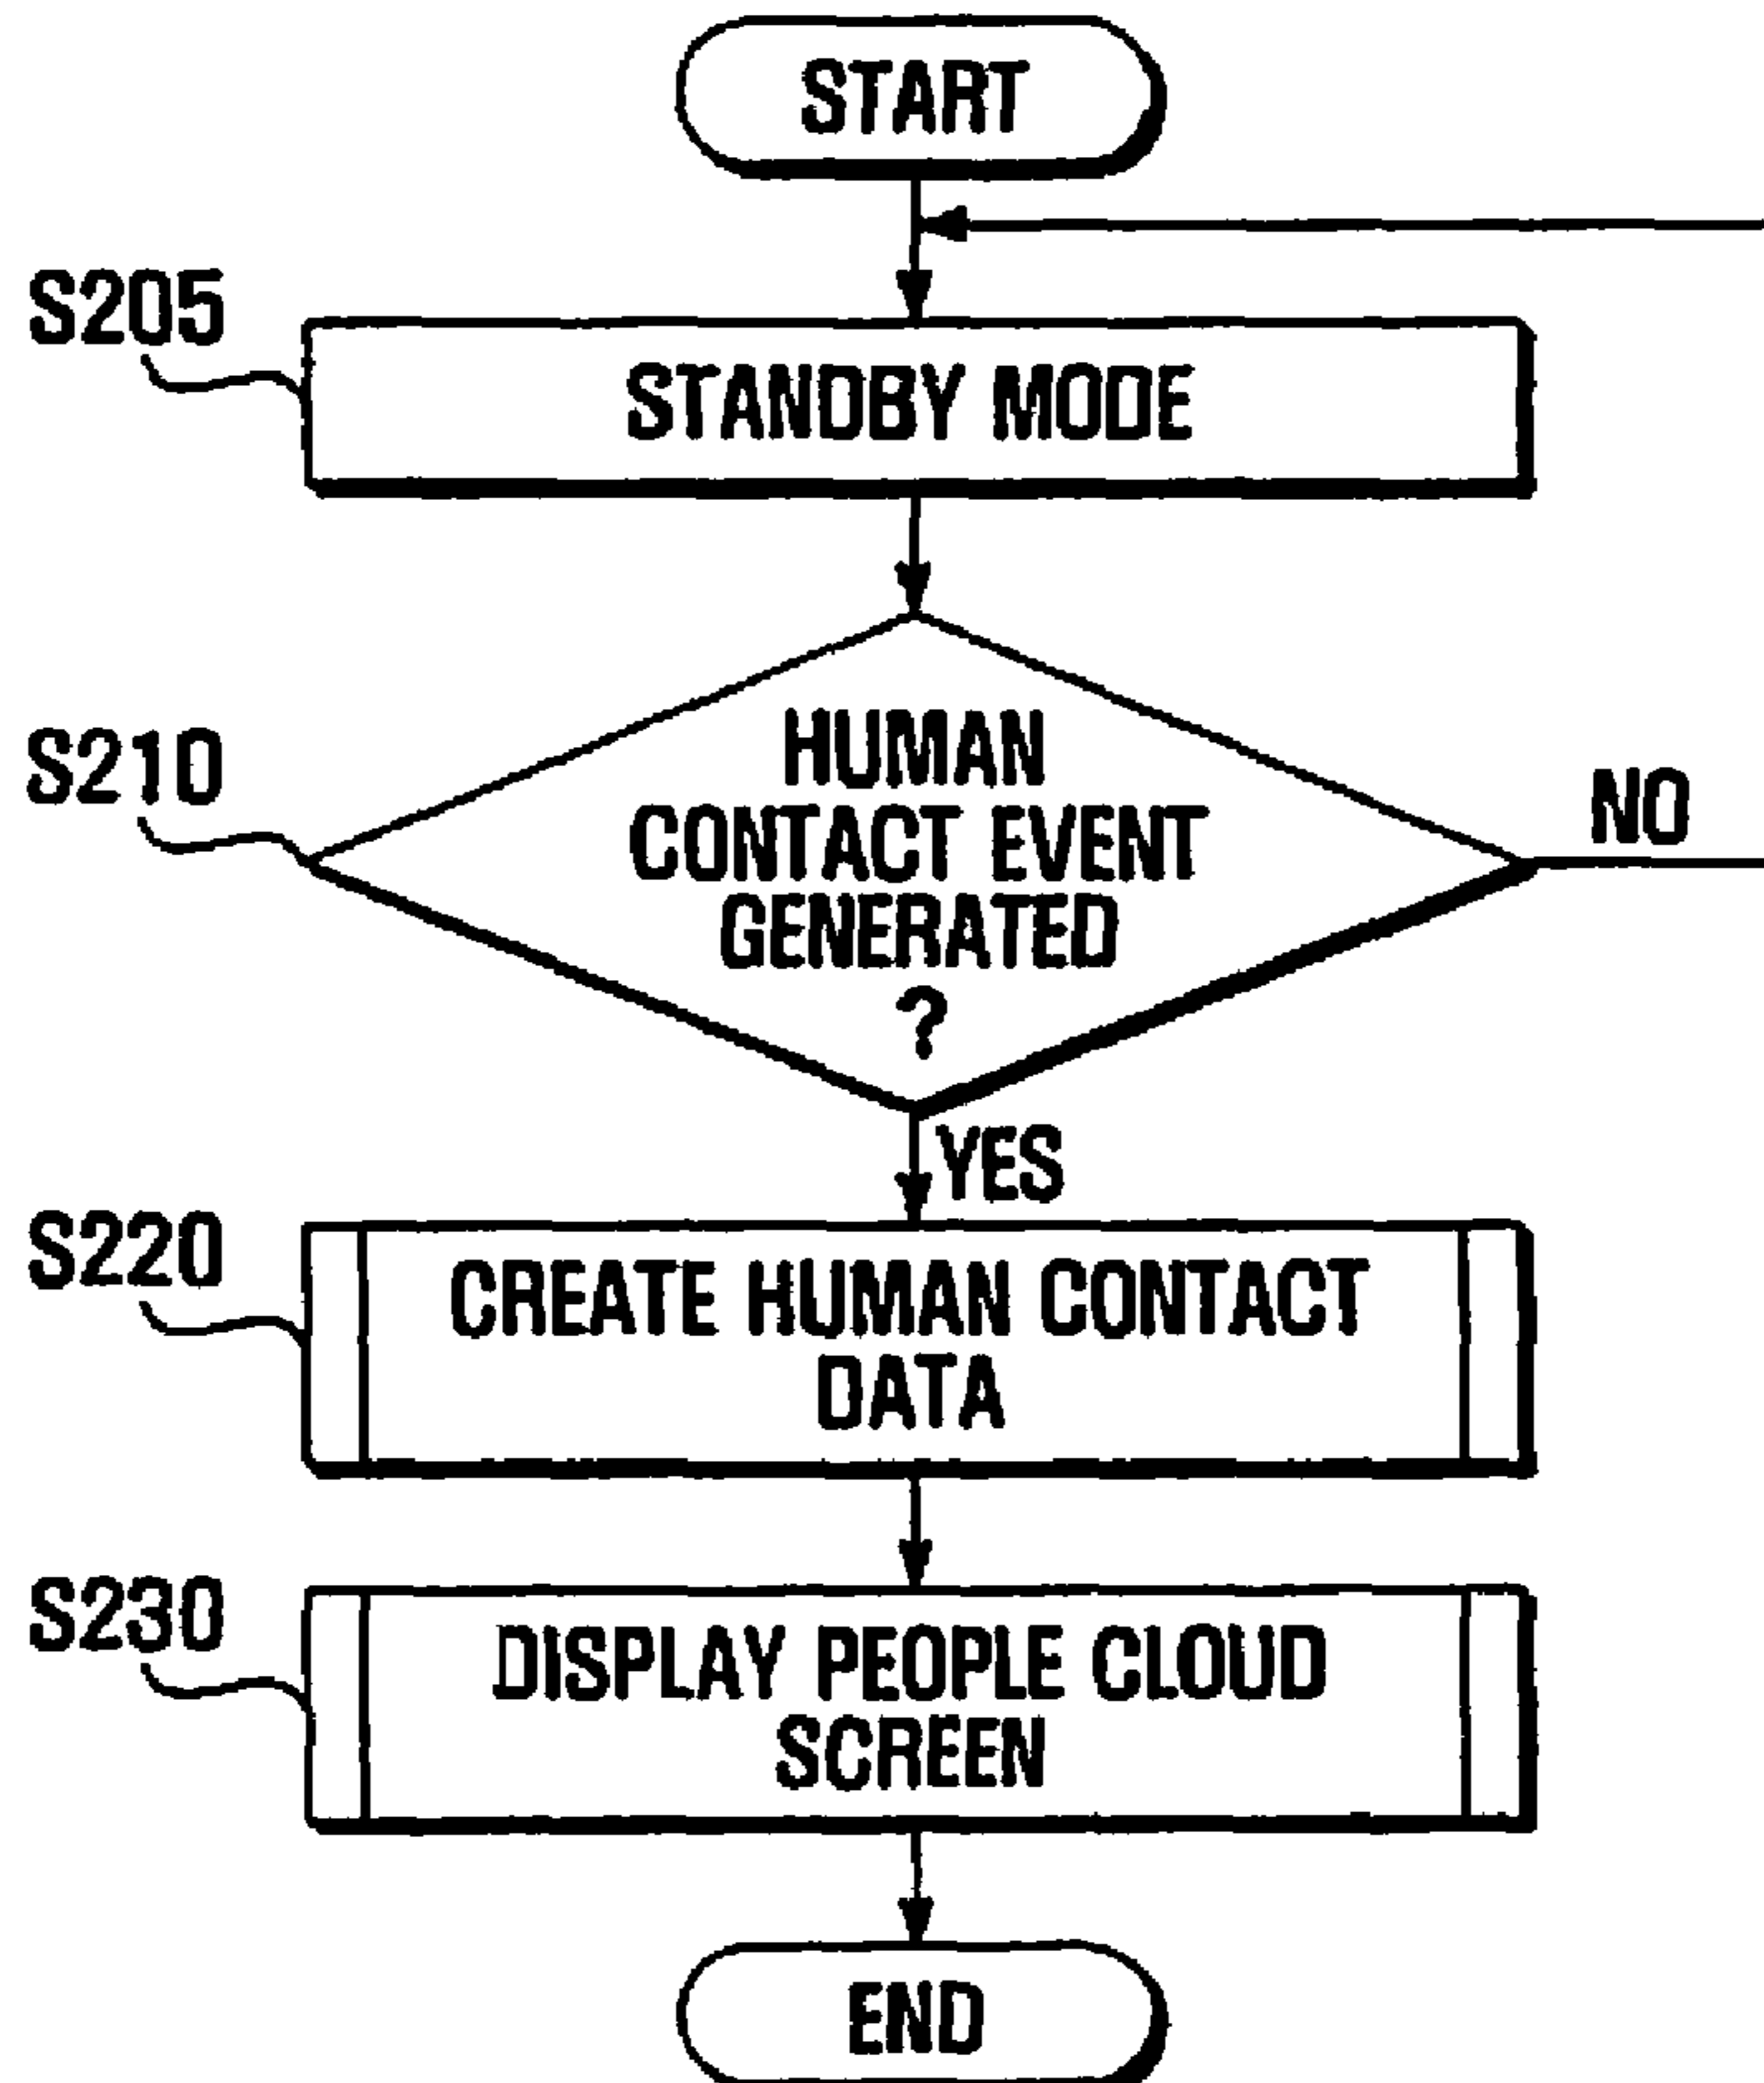 START
S205
STANDBY MODE
S210
HUMAN
CONTACT EVENT
GENERATED
?
NO
YES
S220
CREATE HUMAN CONTACT
DATA
S230
DISPLAY PEOPLE CLOUD
SCREEN
END